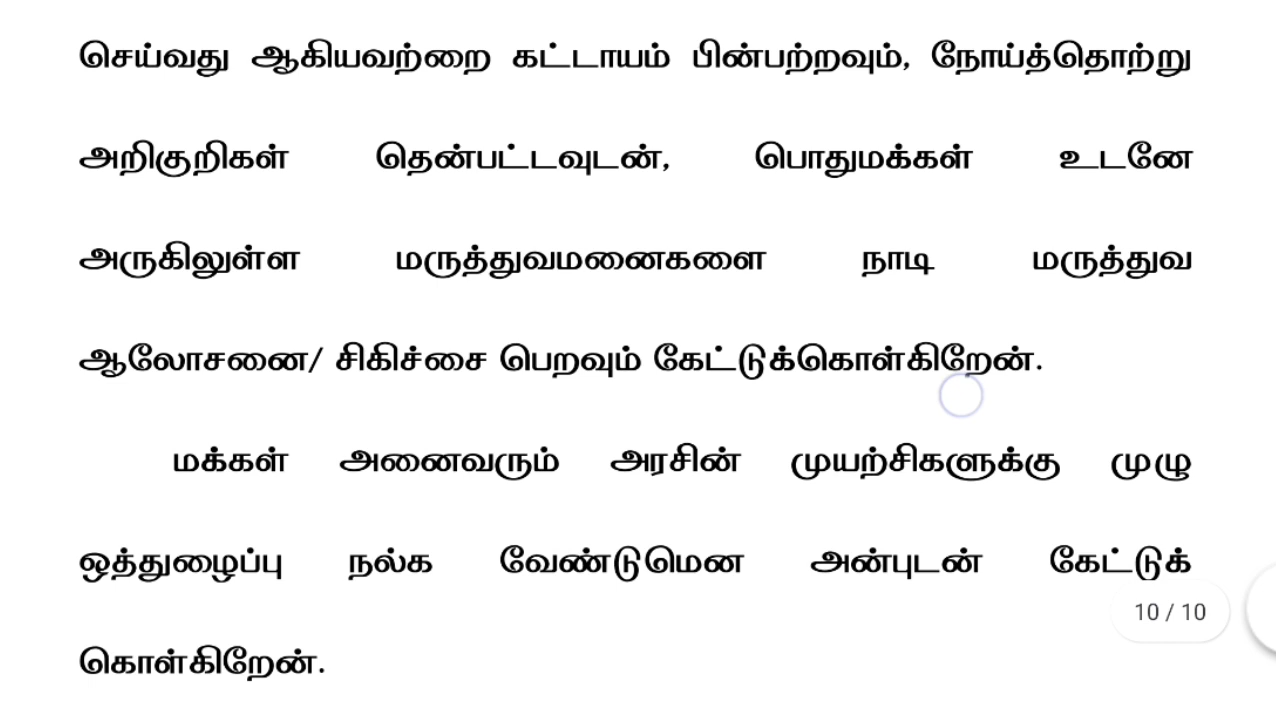 செய்வது ஆகியவற்றை கட்டாயம் பின்பற்றவும், நோய்த்தொற்று
அறிகுறிகள் தென்பட்டவுடன், பொதுமக்கள் உடனே
அருகிலுள்ள மருத்துவமனைகளை நாடி மருத்துவ
ஆலோசனை/ சிகிச்சை பெறவும் கேட்டுக்கொள்கிறேன்.
மக்கள் அனைவரும் அரசின் முயற்சிகளுக்கு முழு
ஒத்துழைப்பு நல்க வேண்டுமென அன்புடன் கேட்டுக்
10 / 10
கொள்கிறேன்.